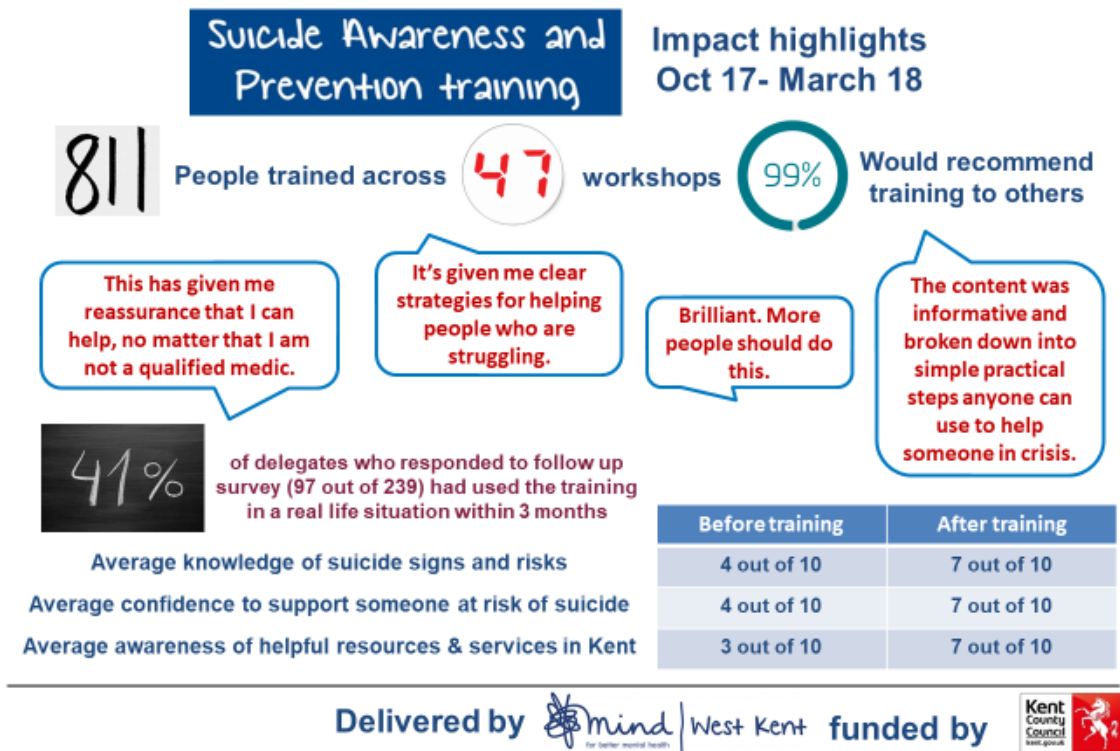 Suicide Awareness and
Prevention training
Impact highlights
Oct 17- March 18
811
People trained across
47
workshops
99%
Would recommend
training to others
This has given me
reassurance that I can
help, no matter that I am
not a qualified medic.
It's given me clear
strategies for helping
people who are
struggling.
Brilliant. More
people should do
this.
The content was
informative and
broken down into
simple practical
steps anyone can
use to help
someone in crisis.
41%
of delegates who responded to follow up
survey (97 out of 239) had used the training
in a real life situation within 3 months
Before training After training
Average knowledge of suicide signs and risks 4 out of 10 7 out of 10
Average confidence to support someone at risk of suicide 4 out of 10 7 out of 10
Average awareness of helpful resources & services in Kent 3 out of 10 7 out of 10
Delivered by mind West Kent funded by
for better mental health
Kent
County
Council
kent.gov.uk